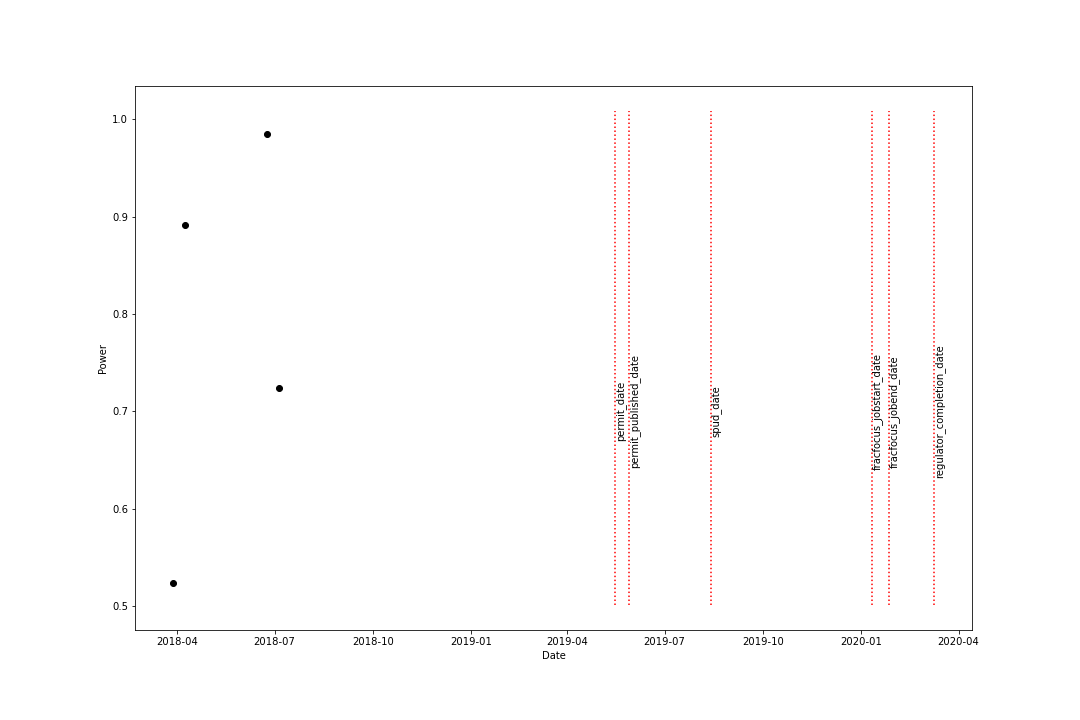 1.0
0.9
0.8
0.7
0.6
0.5
Power
permit_date
permit_published_date
spud_date
fracfocus_jobstart_date
fracfocus_jobend_date
regulator_completion_date
2018-04
2018-07
2018-10
2019-01
2019-04
2019-07
2019-10
2020-01
2020-04
Date